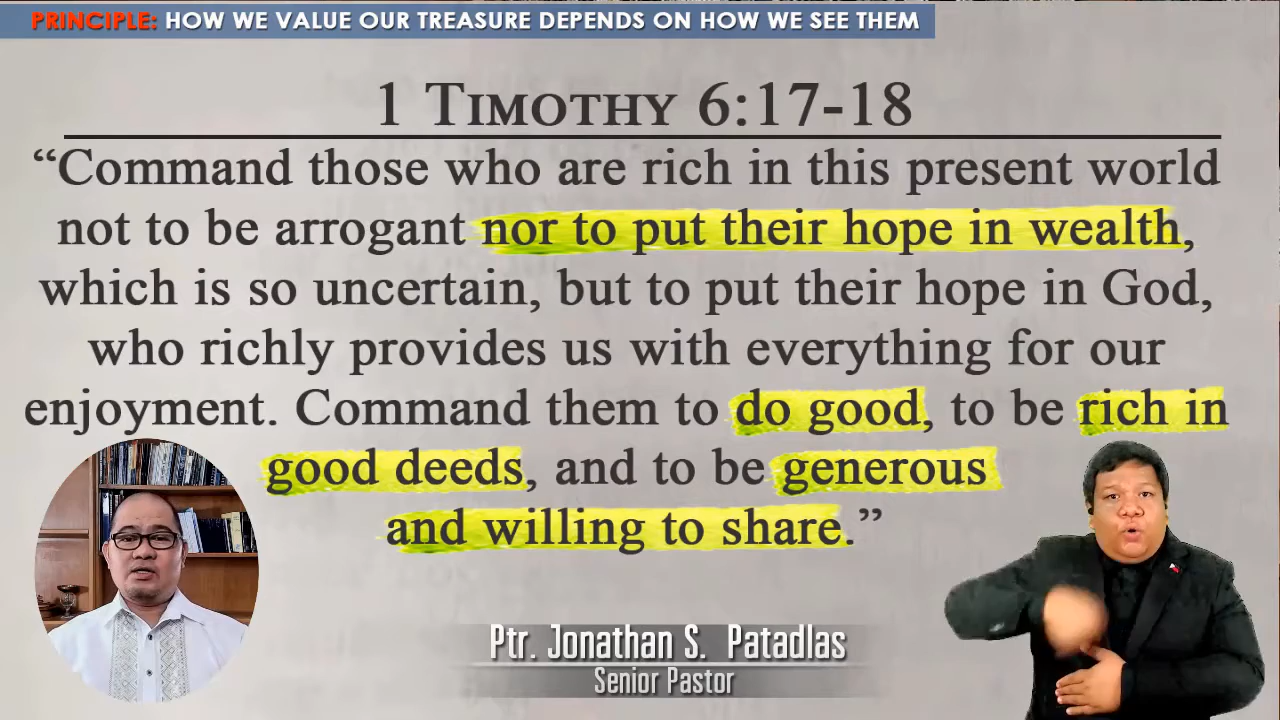 PRINCIPLE: HOW WE VALUE OUR TREASURE DEPENDS ON HOW WE SEE THEM
1 TIMOTHY 6:17-18
“Command those who are rich in this present world
not to be arrogant nor to put their hope in wealth,
which is so uncertain, but to put their hope in God,
who richly provides us with everything for our
enjoyment. Command them to do good, to be rich in
good deeds, and to be generous
and willing to share.”
Ptr. Jonathan S. Patadlas
Senior Pastor